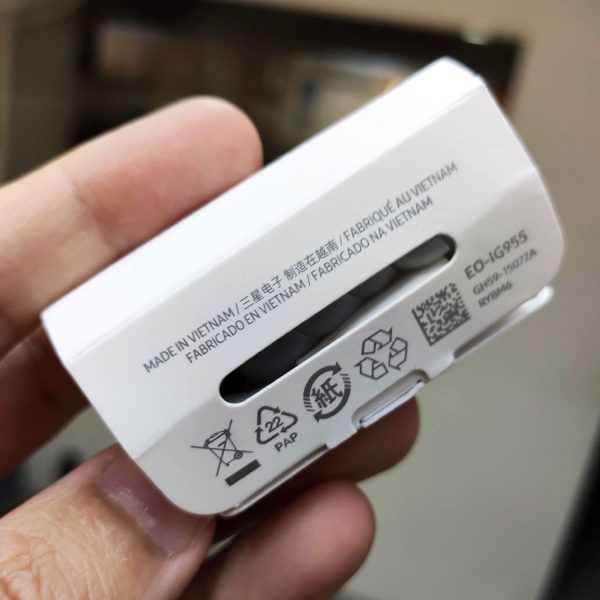 MADE IN VIETNAM / 三星电子 制造在越南 / FABRIQUÉ AU VIETNAM
FABRICADO EN VIETNAM / FABRICADO NA VIETNAM
EO-IG955
GH59-15072A
RYBM6
22
PAP
紙